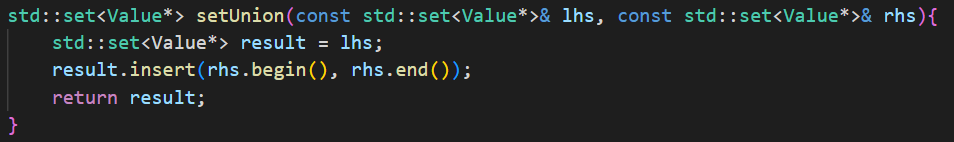 std::set<Value*> setUnion(const std::set<Value*>& lhs, const std::set<Value*>& rhs){
    std::set<Value*> result = lhs;
    result.insert(rhs.begin(), rhs.end());
    return result;
}